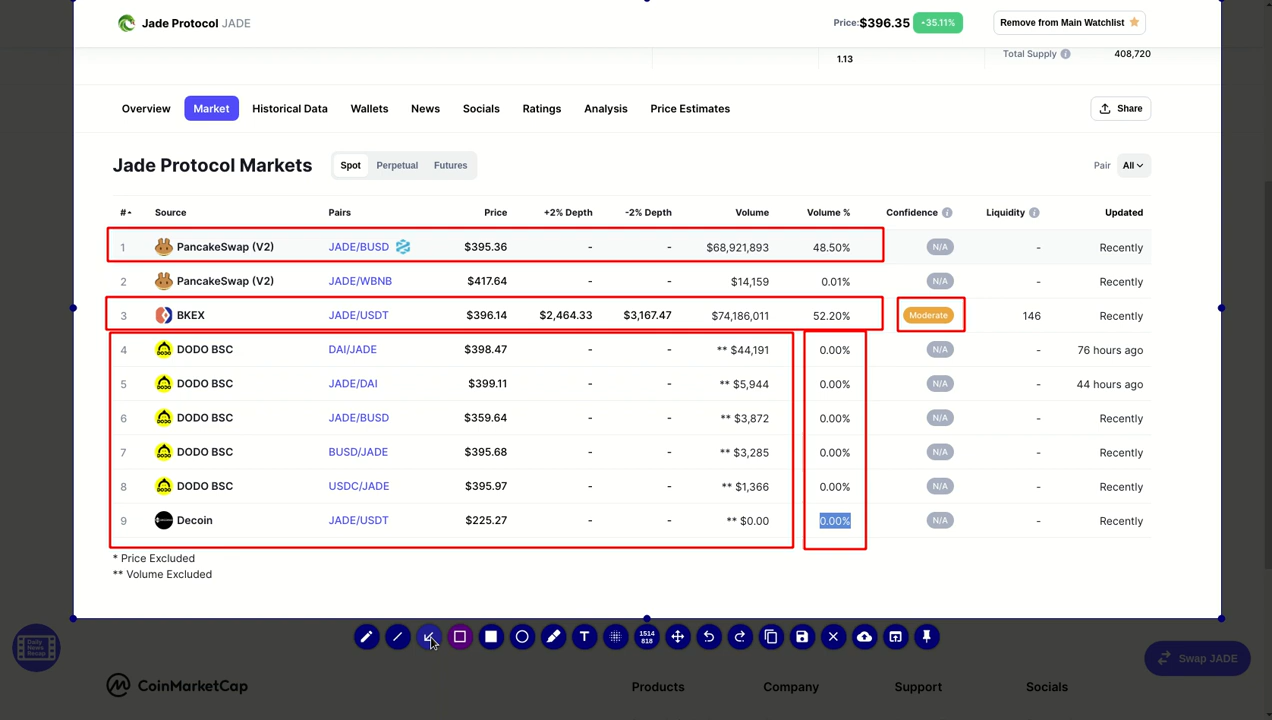 Jade Protocol JADE Price:$396.35 -35.11% Remove from Main Watchlist
1.13 Total Supply 408,720
Overview Market Historical Data Wallets News Socials Ratings Analysis Price Estimates Share
Jade Protocol Markets Spot Perpetual Futures Pair All
# Source Pairs Price +2% Depth -2% Depth Volume Volume % Confidence Liquidity Updated
1 PancakeSwap (V2) JADE/BUSD $395.36 - - $68,921,893 48.50% N/A - Recently
2 PancakeSwap (V2) JADE/WBNB $417.64 - - $14,159 0.01% N/A - Recently
3 BKEX JADE/USDT $396.14 $2,464.33 $3,167.47 $74,186,011 52.20% Moderate 146 Recently
4 DODO BSC DAI/JADE $398.47 - - ** $44,191 0.00% N/A - 76 hours ago
5 DODO BSC JADE/DAI $399.11 - - ** $5,944 0.00% N/A - 44 hours ago
6 DODO BSC JADE/BUSD $359.64 - - ** $3,872 0.00% N/A - Recently
7 DODO BSC BUSD/JADE $395.68 - - ** $3,285 0.00% N/A - Recently
8 DODO BSC USDC/JADE $395.97 - - ** $1,366 0.00% N/A - Recently
9 Decoin JADE/USDT $225.27 - - ** $0.00 0.00% N/A - Recently
* Price Excluded
** Volume Excluded
T 1514
818
Daily
News
Recap
Swap JADE
CoinMarketCap Products Company Support Socials